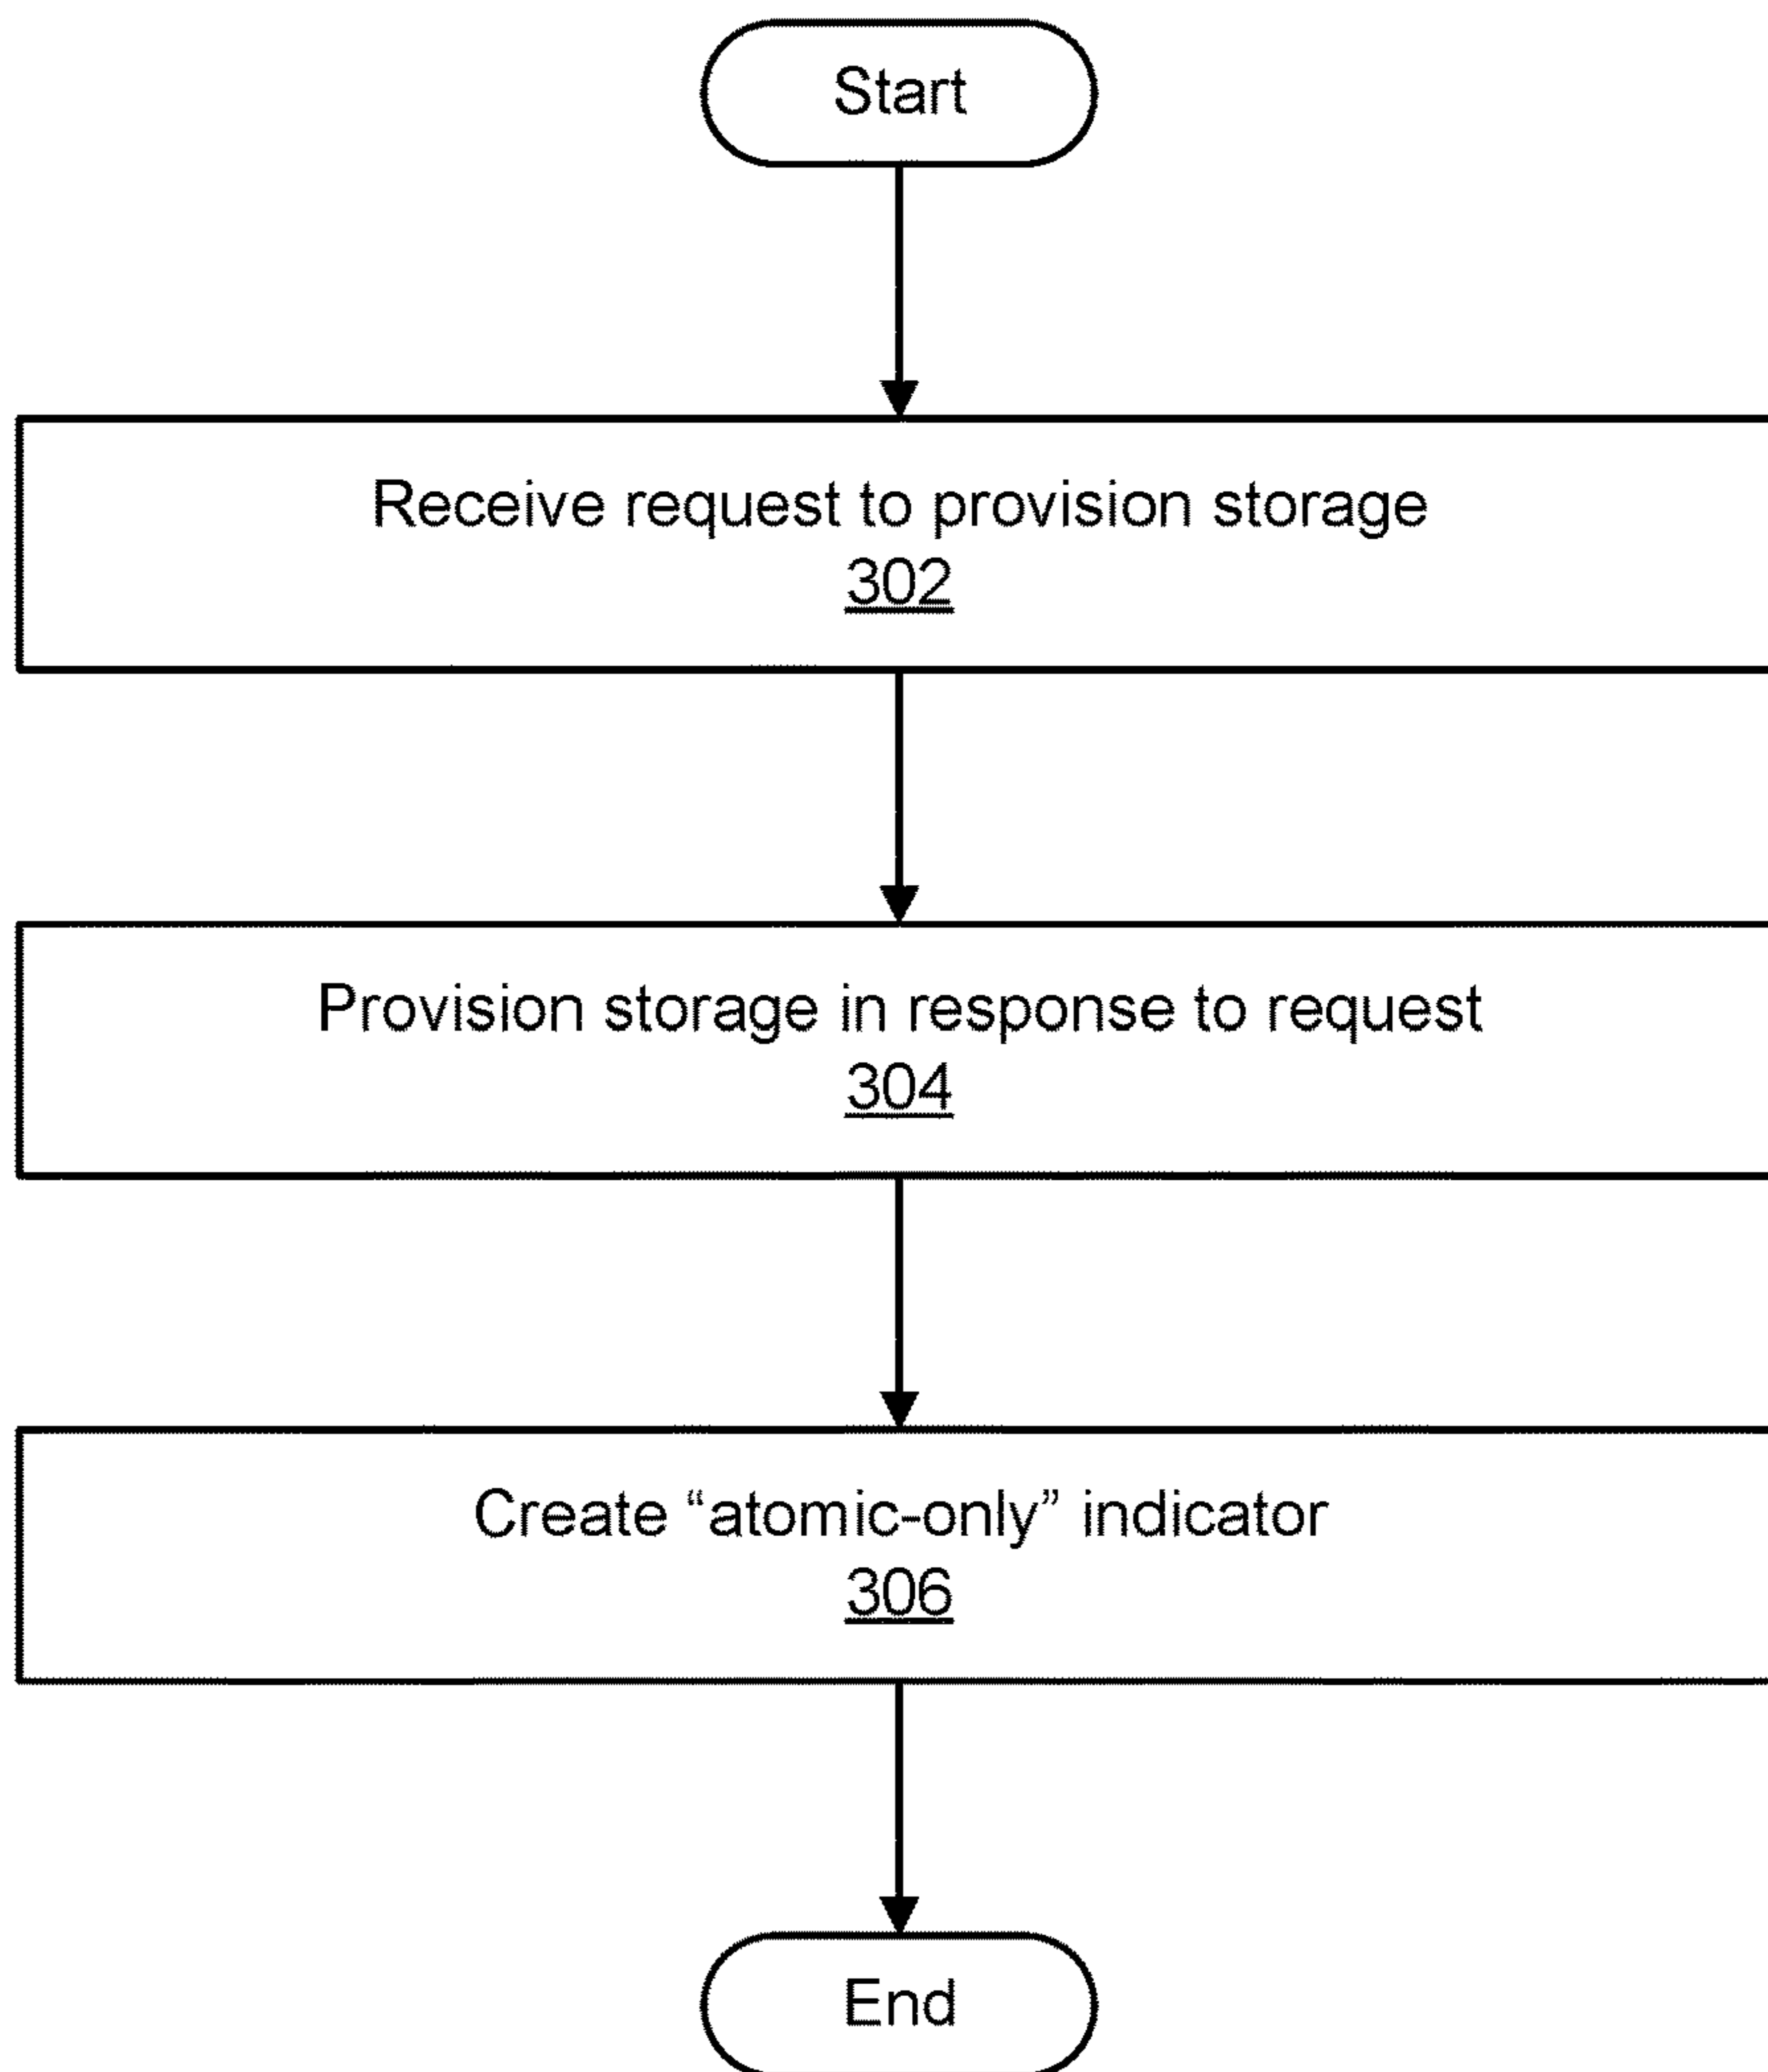 Start
Receive request to provision storage
302
Provision storage in response to request
304
Create “atomic-only” indicator
306
End